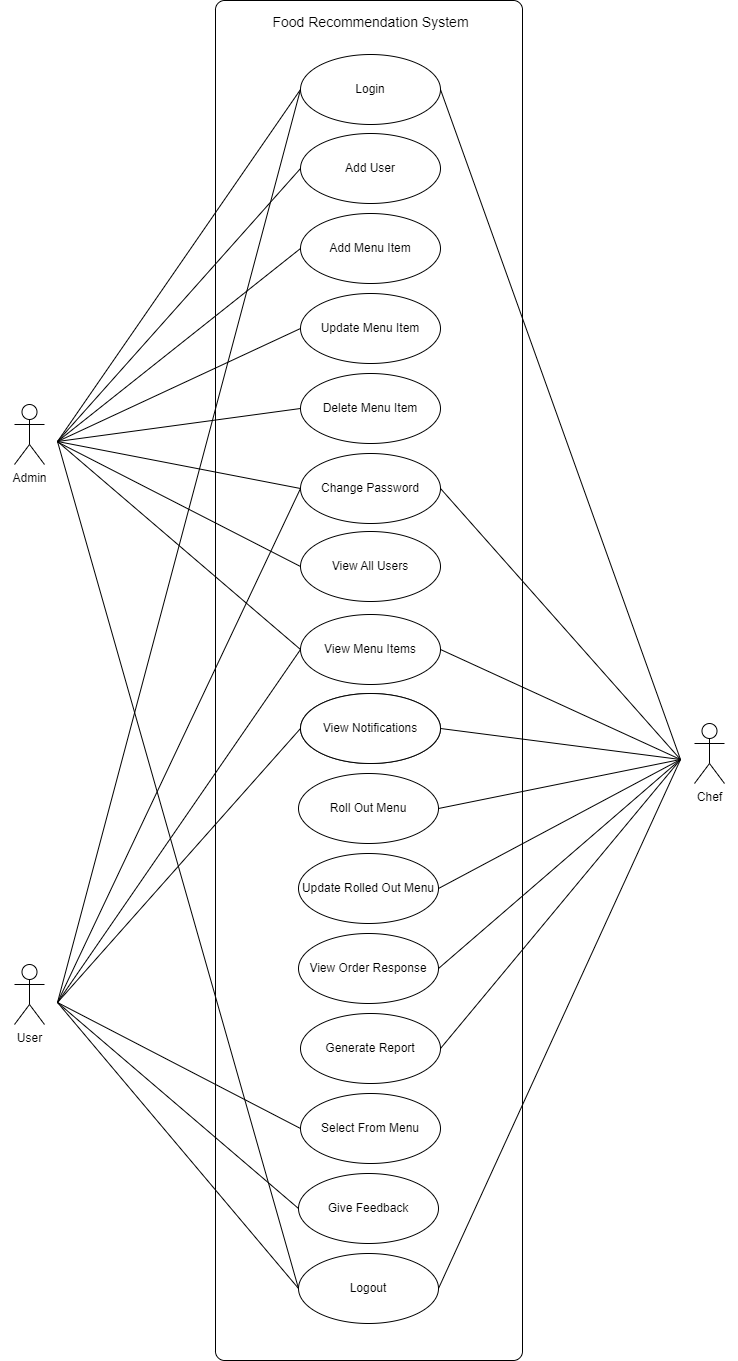 Food Recommendation System
Login
Add User
Add Menu Item
Update Menu Item
Delete Menu Item
Admin
Change Password
View All Users
View Menu Items
View Notifications
Chef
Roll Out Menu
Update Rolled Out Menu
View Order Response
User
Generate Report
Select From Menu
Give Feedback
Logout